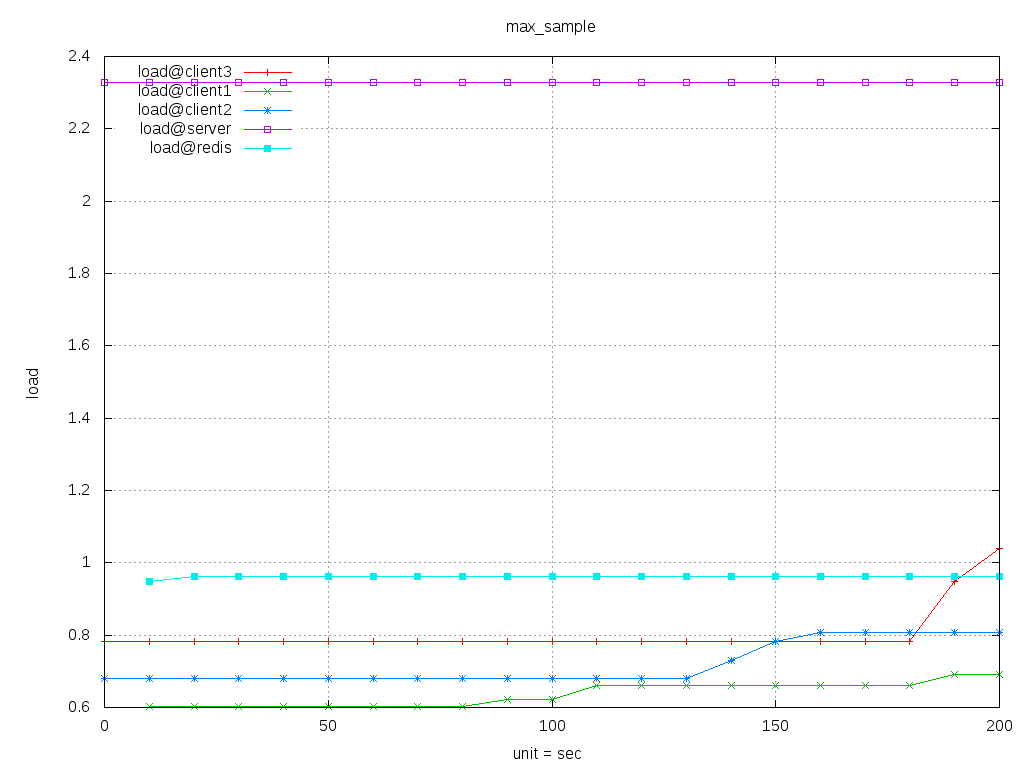 max_sample
2.4
2.2
2
1.8
1.6
1.4
1.2
1
0.8
0.6
load
load@client3
load@client1
load@client2
load@server
load@redis
0 50 100 150 200
unit = sec